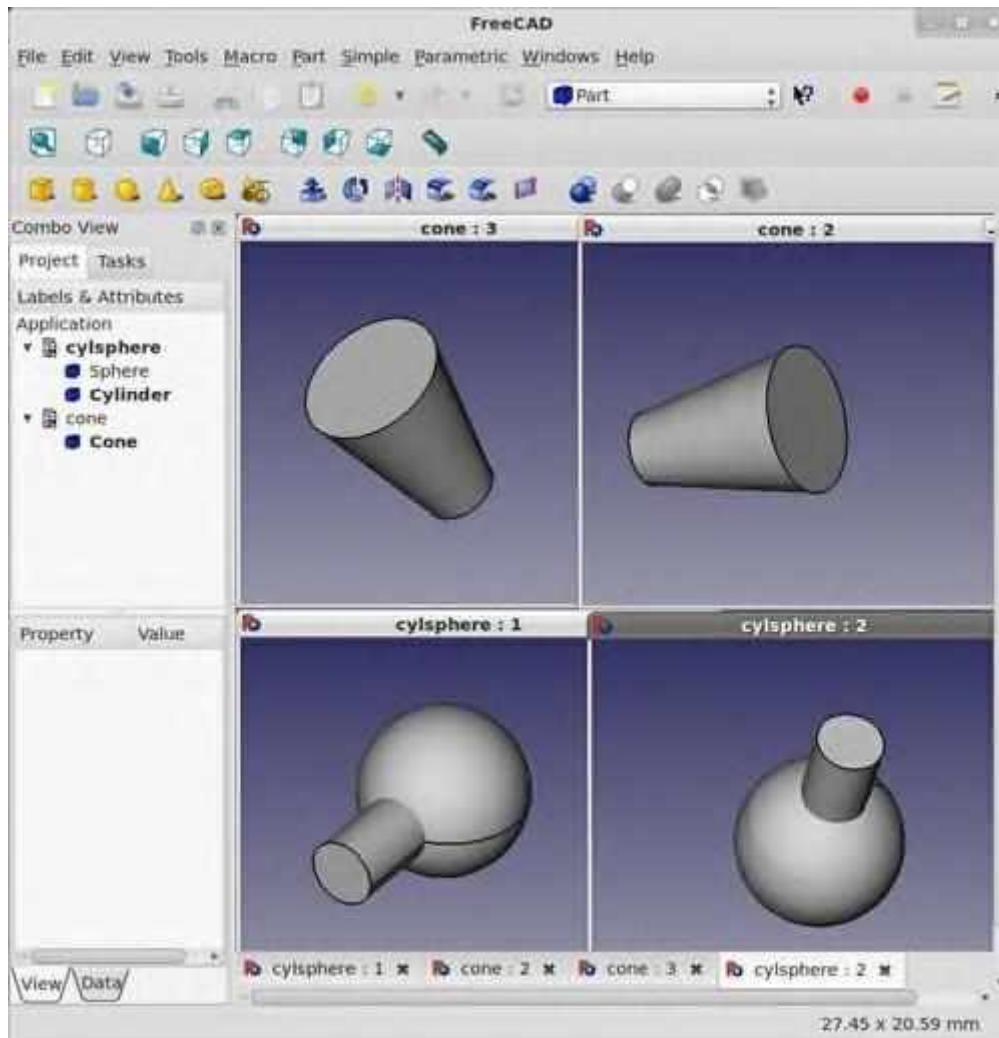 FreeCAD
File Edit View Tools Macro Part Simple Parametric Windows Help
Part
Combo View
Project Tasks
Labels & Attributes
Application
cylsphere
Sphere
Cylinder
cone
Cone
Property Value
View Data
cone : 3
cone : 2
cylsphere : 1
cylsphere : 2
cylsphere : 1 cone : 2 cone : 3 cylsphere : 2
27.45 x 20.59 mm